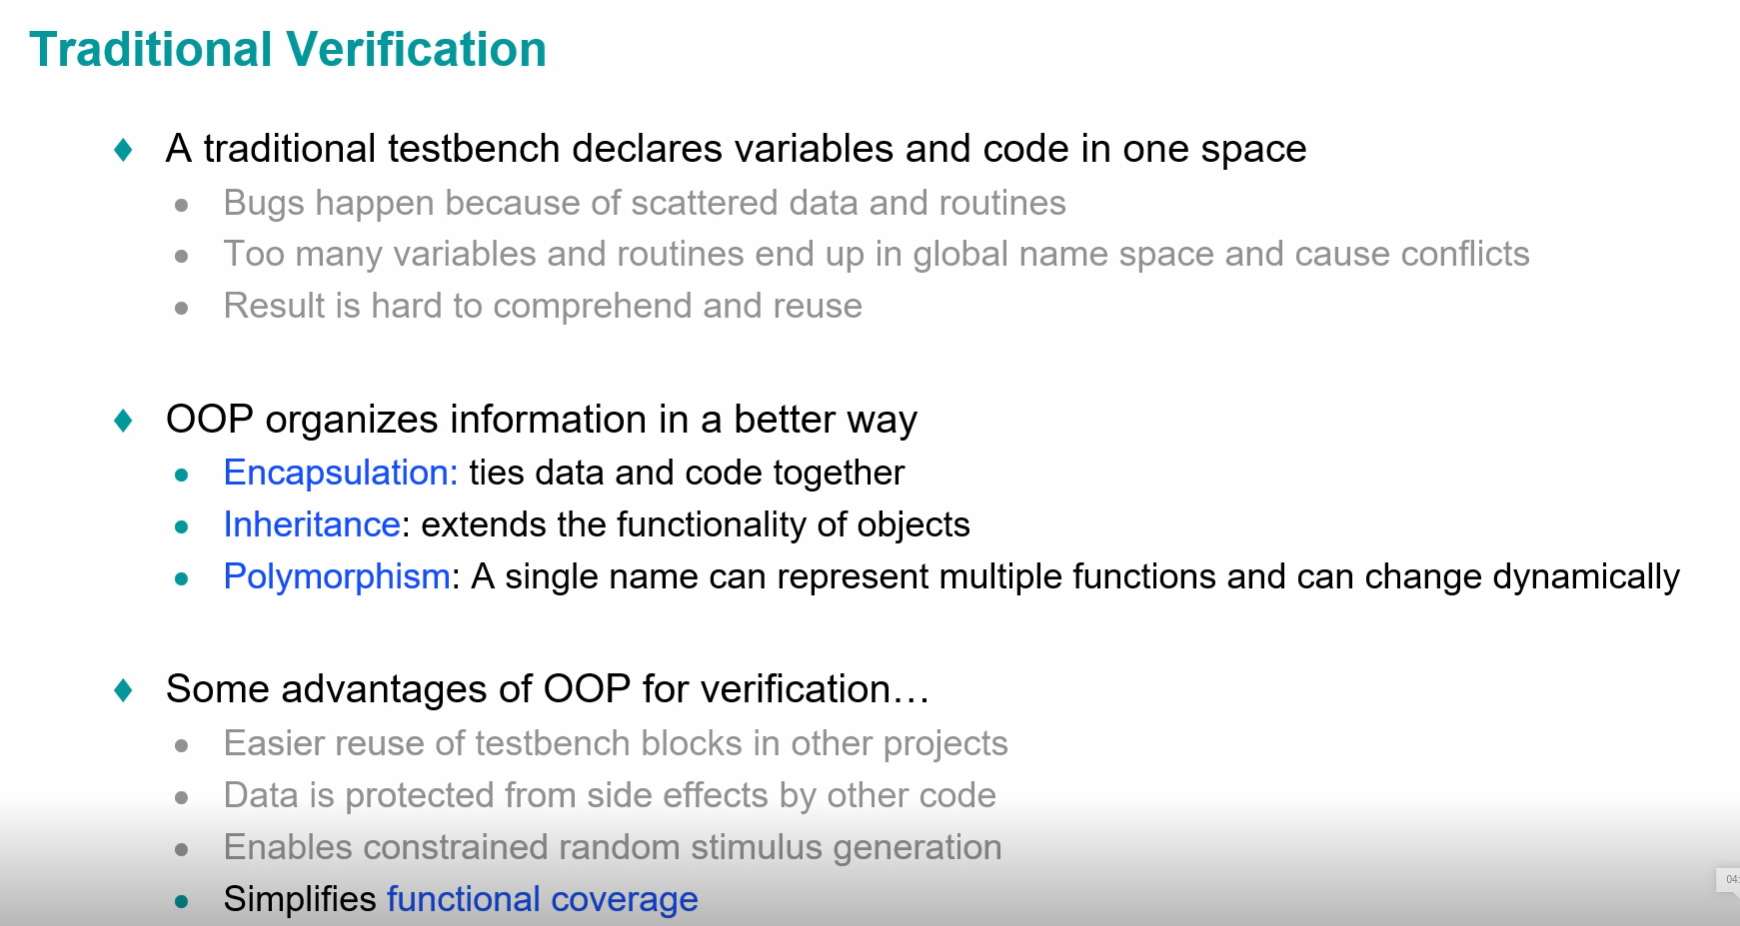 Traditional Verification
A traditional testbench declares variables and code in one space
Bugs happen because of scattered data and routines
Too many variables and routines end up in global name space and cause conflicts
Result is hard to comprehend and reuse
OOP organizes information in a better way
Encapsulation: ties data and code together
Inheritance: extends the functionality of objects
Polymorphism: A single name can represent multiple functions and can change dynamically
Some advantages of OOP for verification…
Easier reuse of testbench blocks in other projects
Data is protected from side effects by other code
Enables constrained random stimulus generation
04:
Simplifies functional coverage